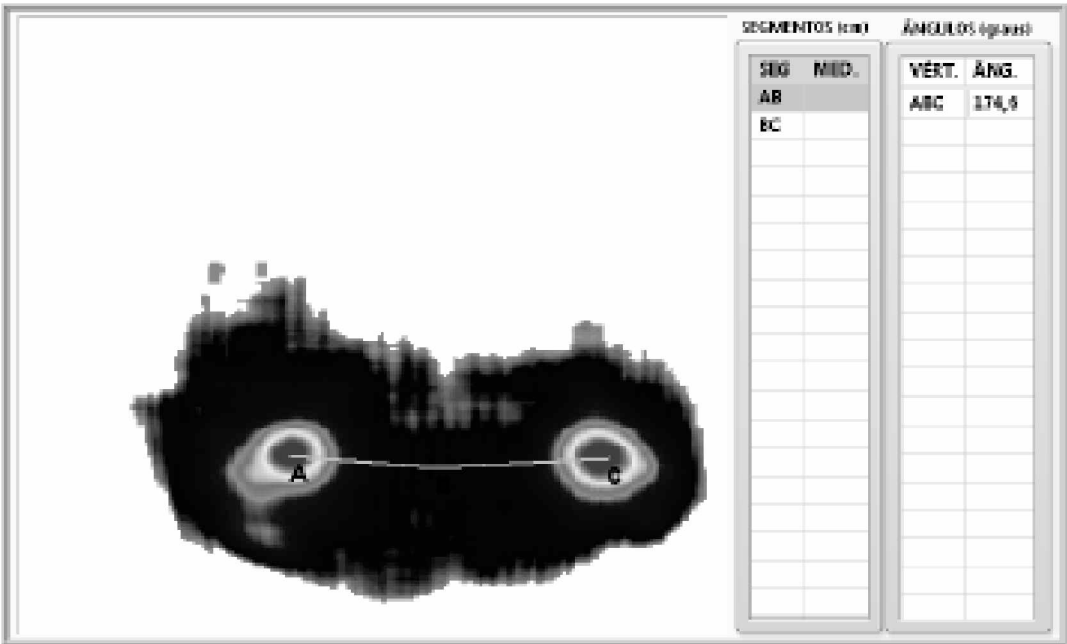 SEGMENTOS (cm) ÂNGULOS (graus)
SEG MED. VÉRT. ÂNG.
AB ABC 174,6
BC
A C